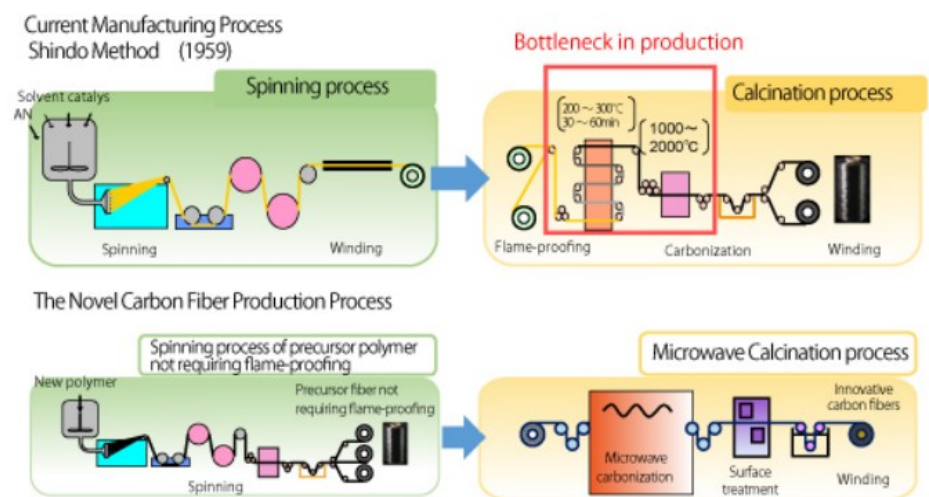 Current Manufacturing Process
Shindo Method (1959)
Bottleneck in production
Spinning process
Calcination process
Solvent catalys
AN
200～300℃
30～60min
1000～
2000℃
Spinning
Winding
Flame-proofing
Carbonization
Winding
The Novel Carbon Fiber Production Process
Spinning process of precursor polymer
not requiring flame-proofing
Microwave Calcination process
New polymer
Precursor fiber not
requiring flame-proofing
Spinning
Innovative
carbon fibers
Microwave
carbonization
Surface
treatment
Winding